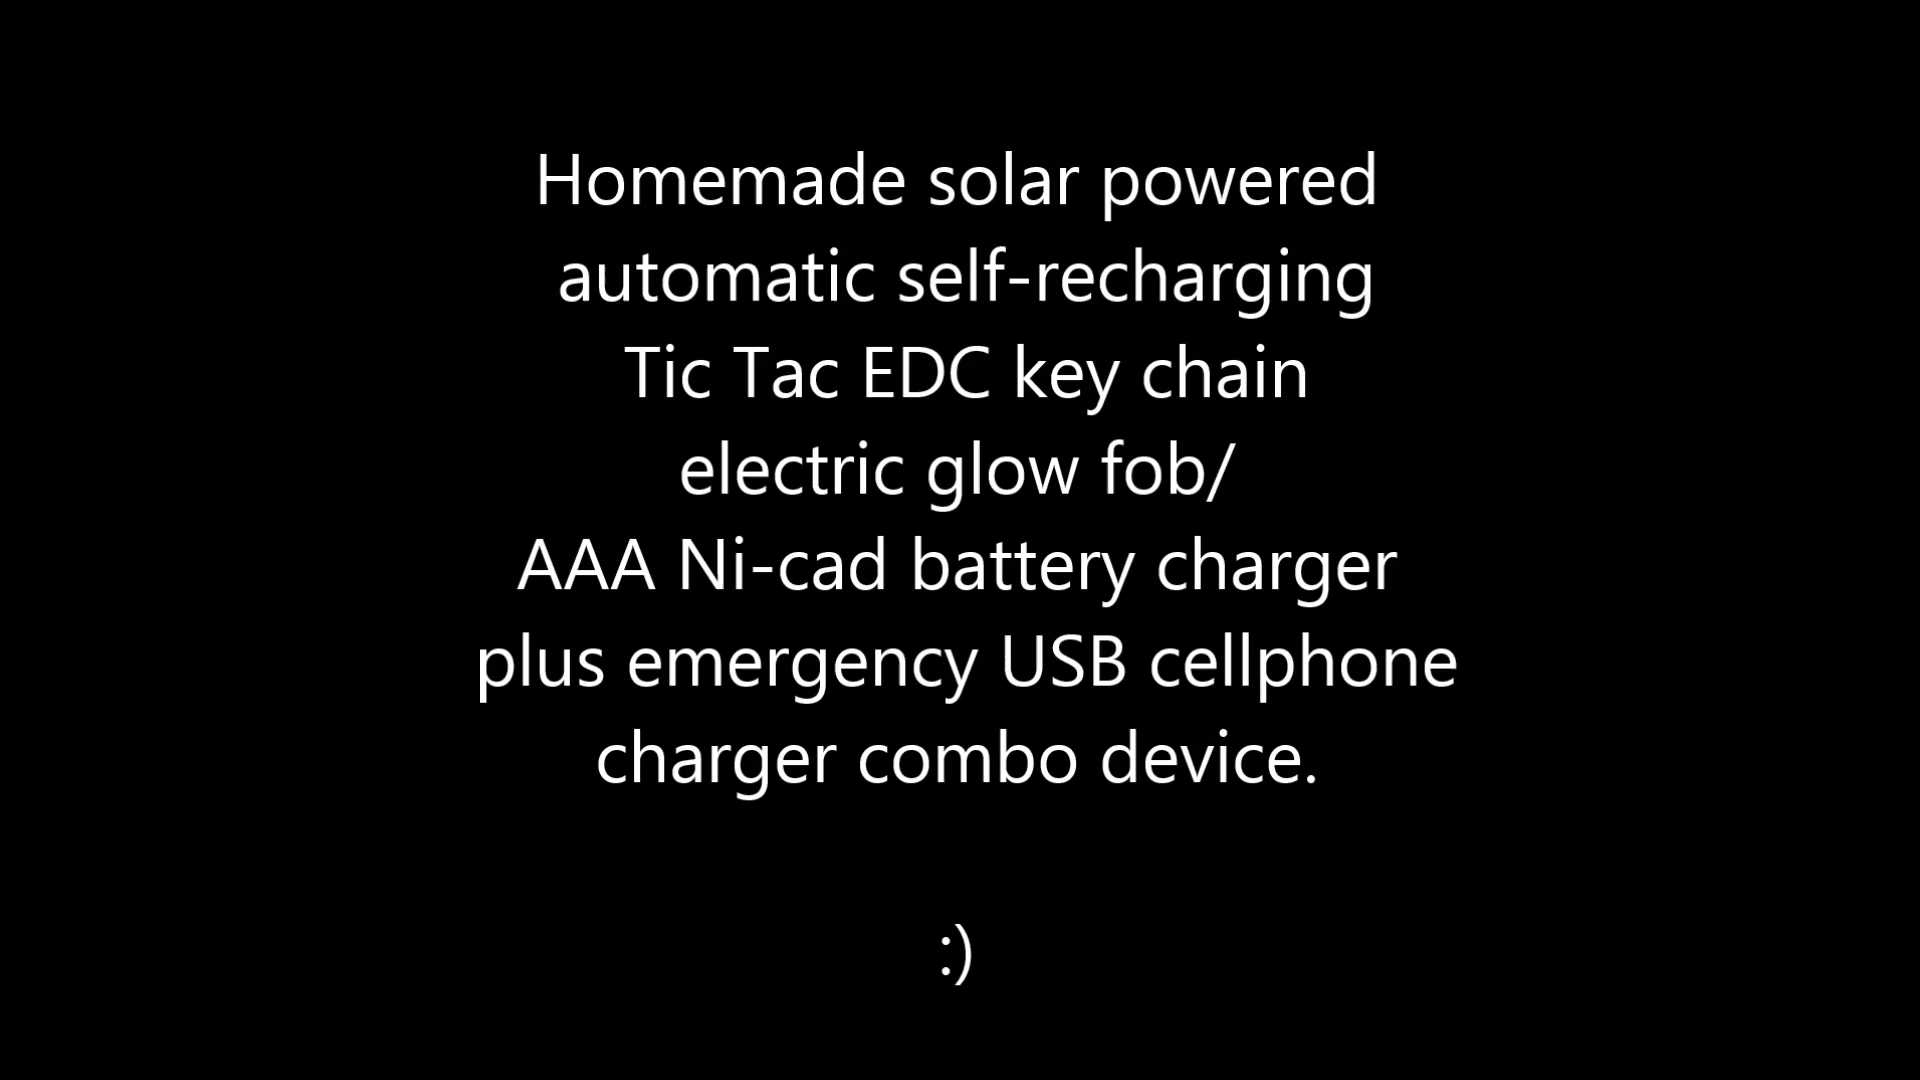 Homemade solar powered
automatic self-recharging
Tic Tac EDC key chain
electric glow fob/
AAA Ni-cad battery charger
plus emergency USB cellphone
charger combo device.
:)